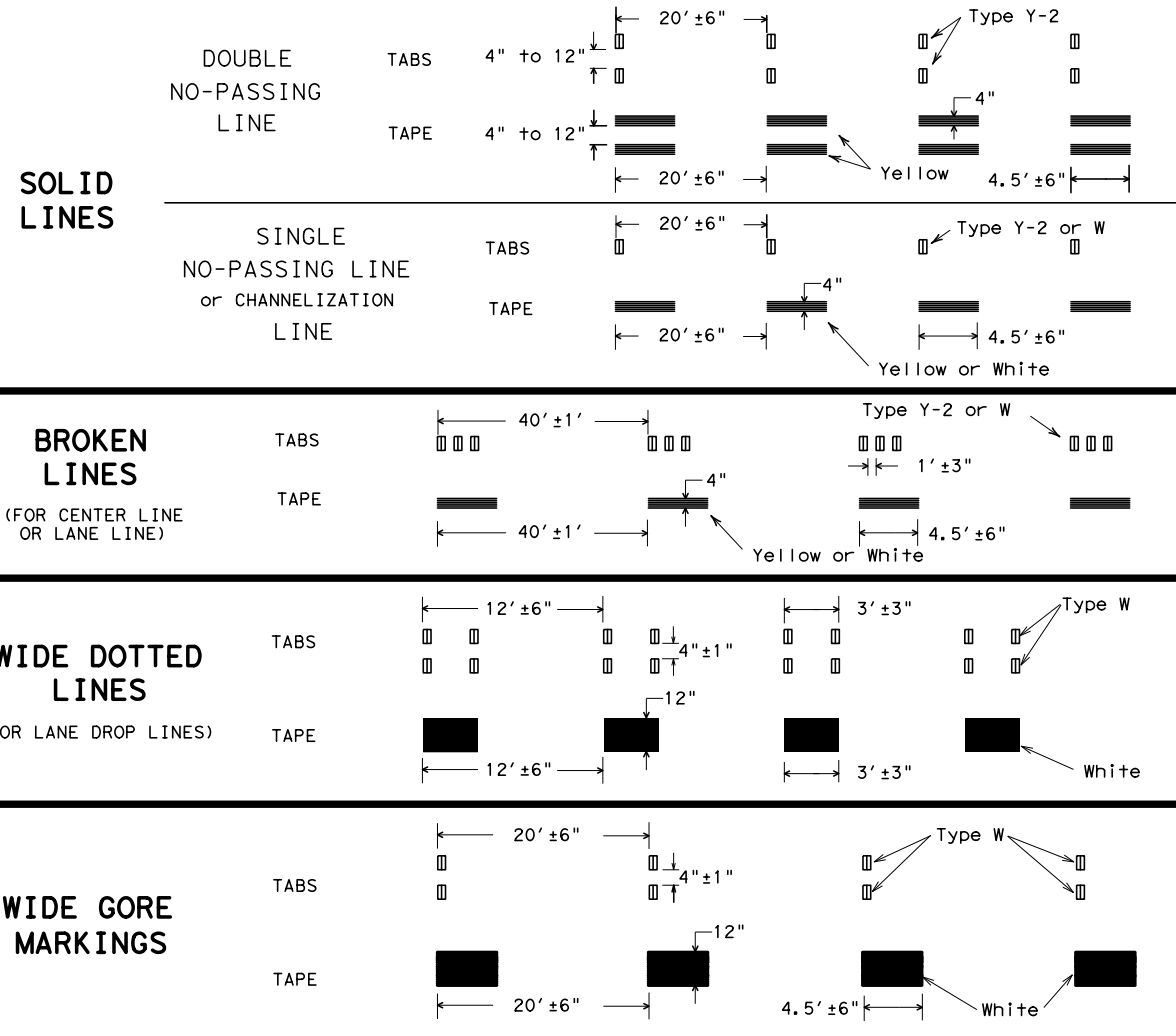 SOLID
LINES
DOUBLE
NO-PASSING
LINE
TABS
4" to 12"
20'±6"
Type Y-2
TAPE
4" to 12"
4"
20'±6"
Yellow
4.5'±6"
SINGLE
NO-PASSING LINE
or CHANNELIZATION
LINE
TABS
20'±6"
Type Y-2 or W
TAPE
4"
20'±6"
4.5'±6"
Yellow or White
BROKEN
LINES
(FOR CENTER LINE
OR LANE LINE)
TABS
40'±1'
Type Y-2 or W
1'±3"
TAPE
4"
40'±1'
4.5'±6"
Yellow or White
WIDE DOTTED
LINES
OR LANE DROP LINES)
TABS
12'±6"
3'±3"
Type W
4"±1"
TAPE
12"
12'±6"
3'±3"
White
WIDE GORE
MARKINGS
TABS
20'±6"
Type W
4"±1"
TAPE
12"
20'±6"
4.5'±6"
White